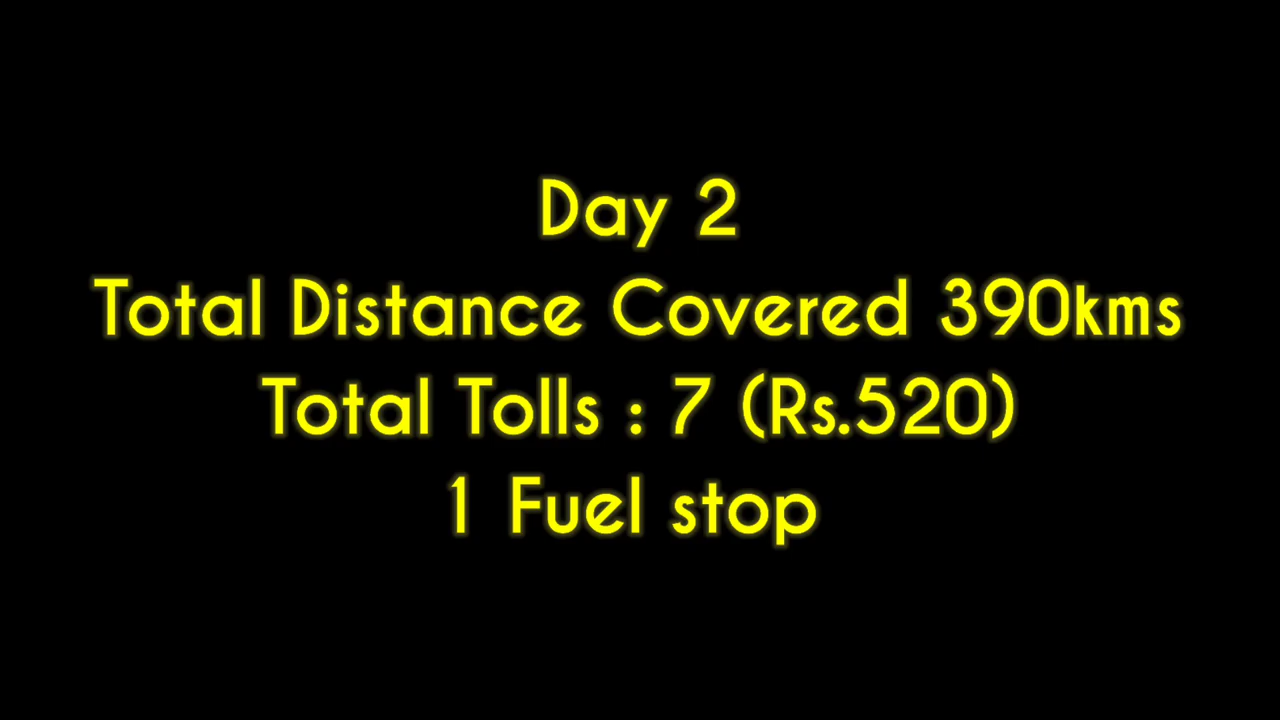 Day 2
Total Distance Covered 390kms
Total Tolls : 7 (Rs.520)
1 Fuel stop